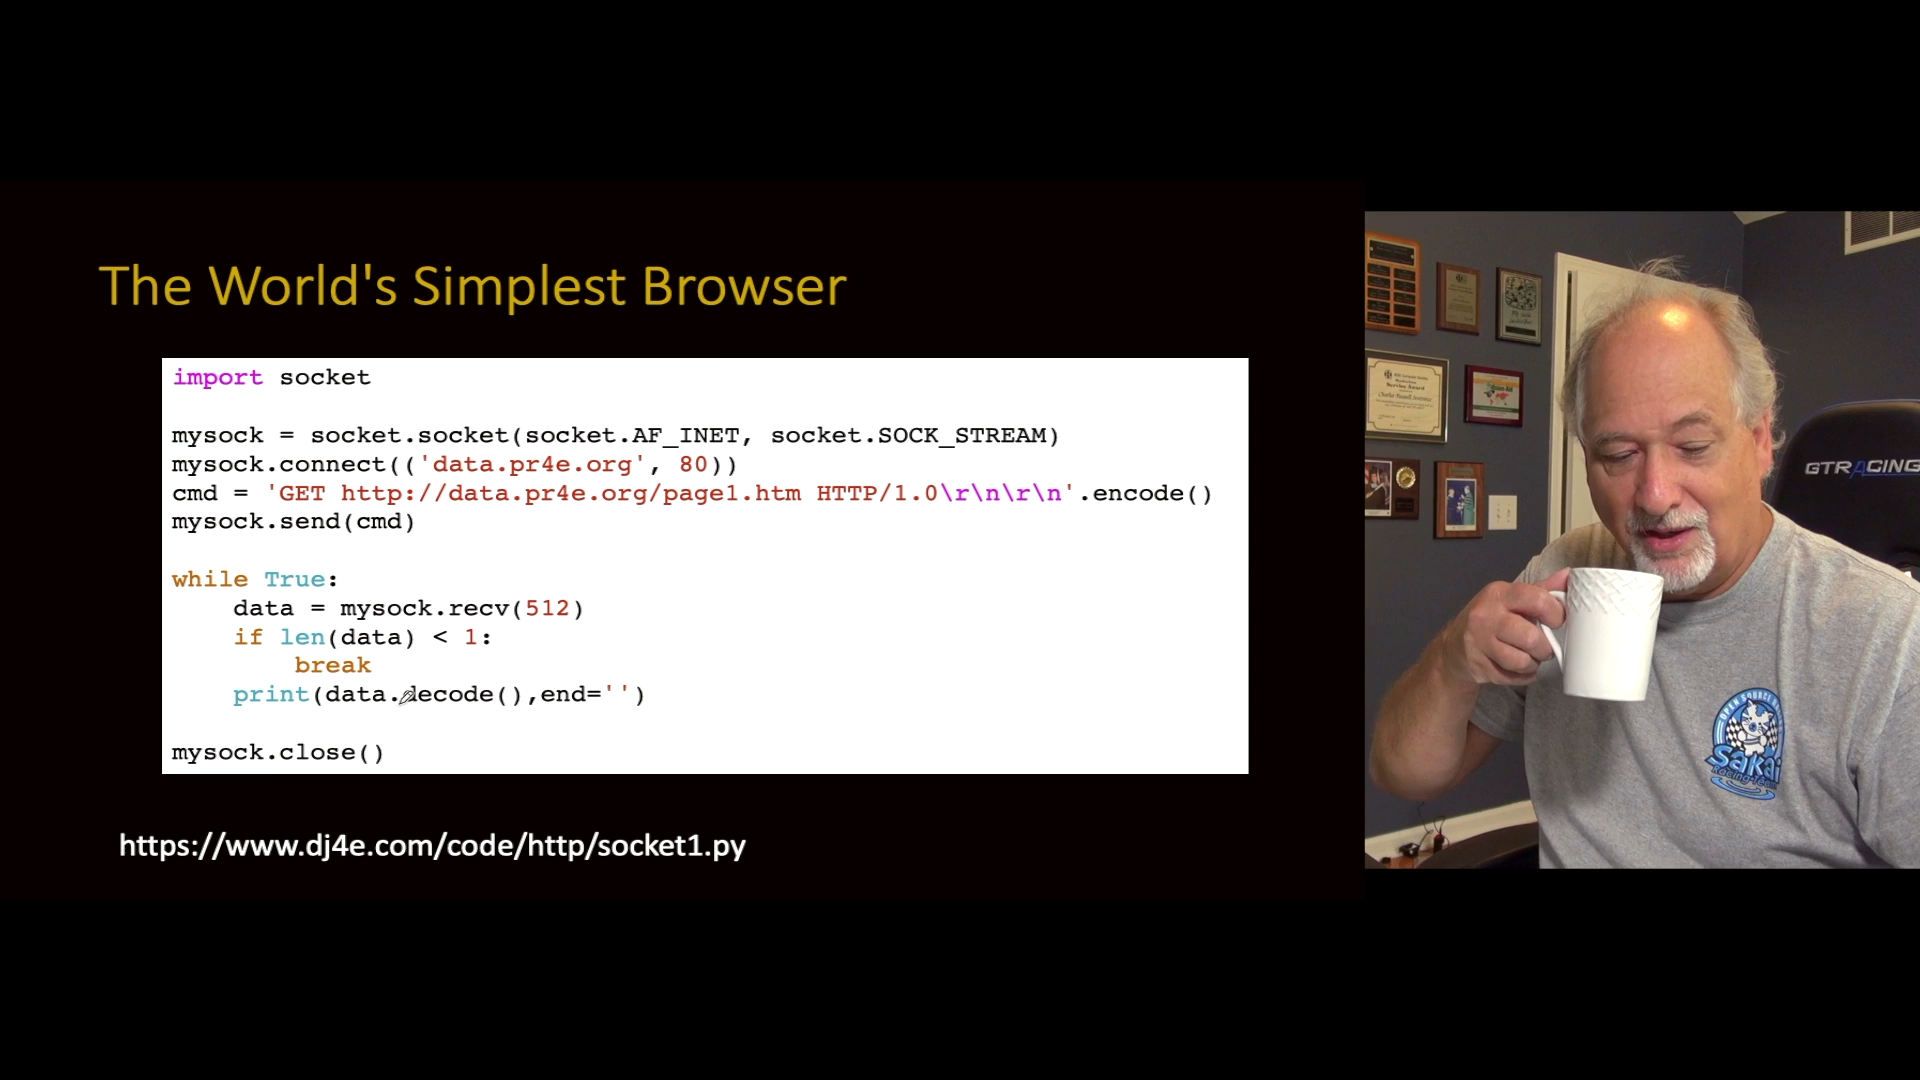 The World's Simplest Browser
import socket
mysock = socket.socket(socket.AF_INET, socket.SOCK_STREAM)
mysock.connect(('data.pr4e.org', 80))
cmd = 'GET http://data.pr4e.org/page1.htm HTTP/1.0\r\n\r\n'.encode()
mysock.send(cmd)
while True:
    data = mysock.recv(512)
    if len(data) < 1:
        break
    print(data.decode(),end='')
mysock.close()
https://www.dj4e.com/code/http/socket1.py
GTRACING
Sakai
Racing Team